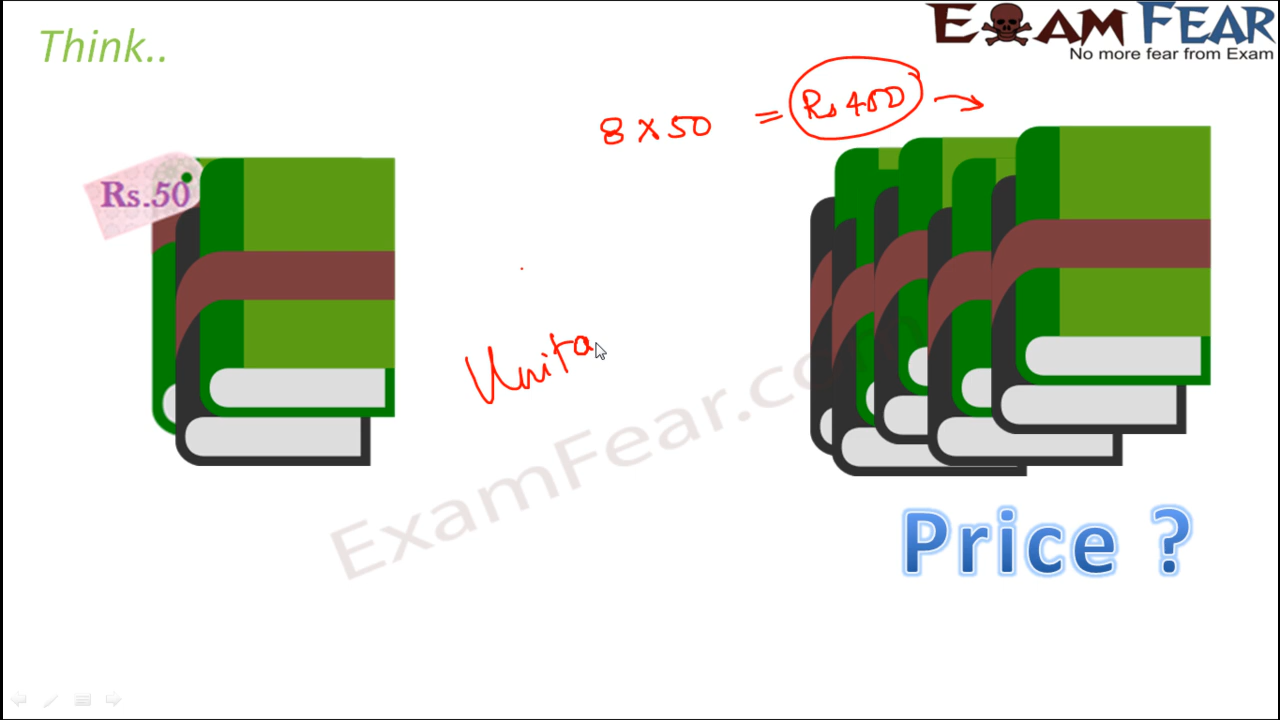 Think..
EXAM FEAR
No more fear from Exam
8 x 50 = Rs 400 →
Rs.50
Unita
ExamFear.com
Price ?